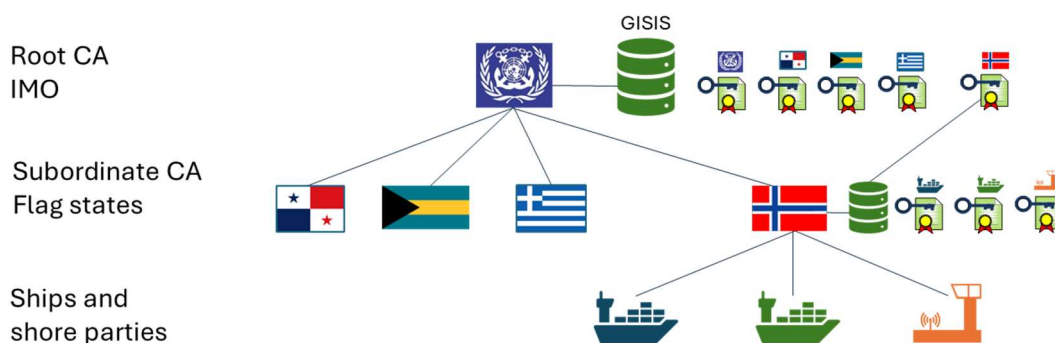 GISIS
Root CA
IMO
Subordinate CA
Flag states
Ships and
shore parties